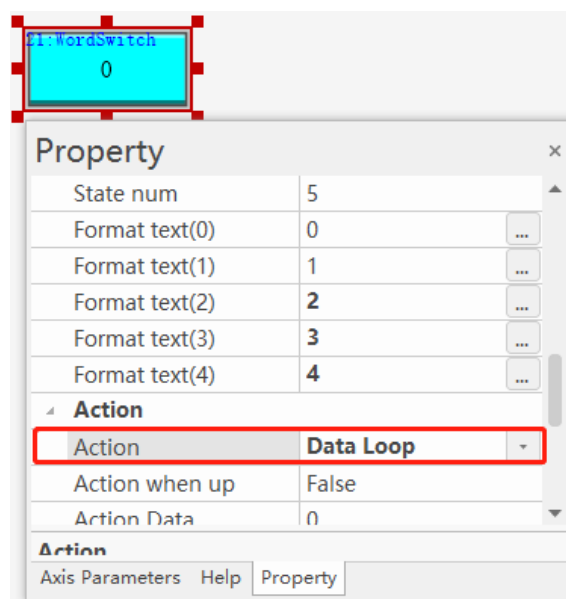 21:WordSwitch
0
Property ×
State num 5
Format text(0) 0 ...
Format text(1) 1 ...
Format text(2) 2 ...
Format text(3) 3 ...
Format text(4) 4 ...
Action
Action Data Loop
Action when up False
Action Data 0
Action
Axis Parameters Help Property